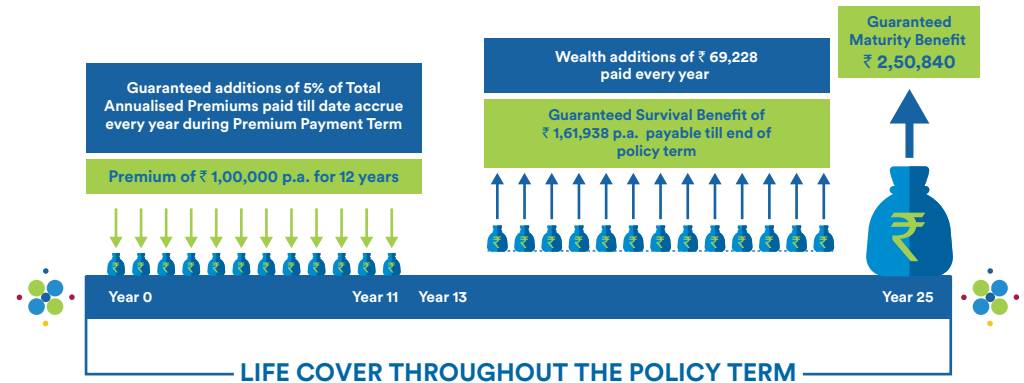 Guaranteed additions of 5% of Total
Annualised Premiums paid till date accrue
every year during Premium Payment Term
Premium of ₹ 1,00,000 p.a. for 12 years
Wealth additions of ₹ 69,228
paid every year
Guaranteed Survival Benefit of
₹ 1,61,938 p.a. payable till end of
policy term
Guaranteed
Maturity Benefit
₹ 2,50,840
₹ ₹ ₹ ₹ ₹ ₹ ₹ ₹ ₹ ₹ ₹ ₹
₹ ₹ ₹ ₹ ₹ ₹ ₹ ₹ ₹ ₹ ₹ ₹ ₹
₹
Year 0
Year 11
Year 13
Year 25
LIFE COVER THROUGHOUT THE POLICY TERM